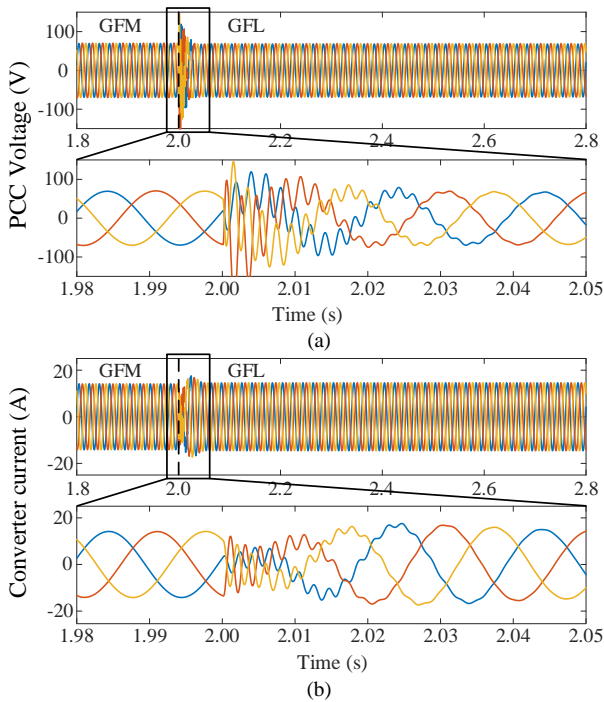 GFM GFL
100
0
-100
1.8 2.0 2.2 2.4 2.6 2.8
PCC Voltage (V)
100
0
-100
1.98 1.99 2.00 2.01 2.02 2.03 2.04 2.05
Time (s)
(a)
GFM GFL
20
0
-20
1.8 2.0 2.2 2.4 2.6 2.8
Converter current (A)
20
0
-20
1.98 1.99 2.00 2.01 2.02 2.03 2.04 2.05
Time (s)
(b)